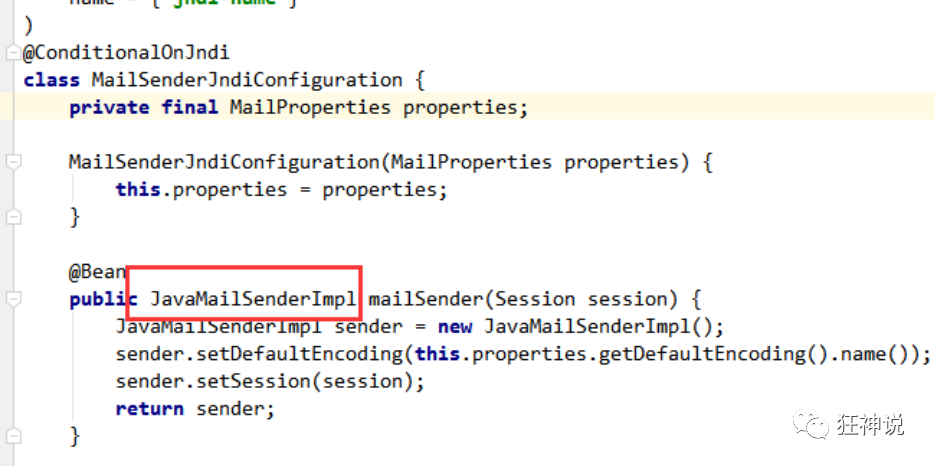 name = { "jndi-name" }
)
@ConditionalOnJndi
class MailSenderJndiConfiguration {
    private final MailProperties properties;
    MailSenderJndiConfiguration(MailProperties properties) {
        this.properties = properties;
    }
    @Bean
    public JavaMailSenderImpl mailSender(Session session) {
        JavaMailSenderImpl sender = new JavaMailSenderImpl();
        sender.setDefaultEncoding(this.properties.getDefaultEncoding().name());
        sender.setSession(session);
        return sender;
    }
狂神说